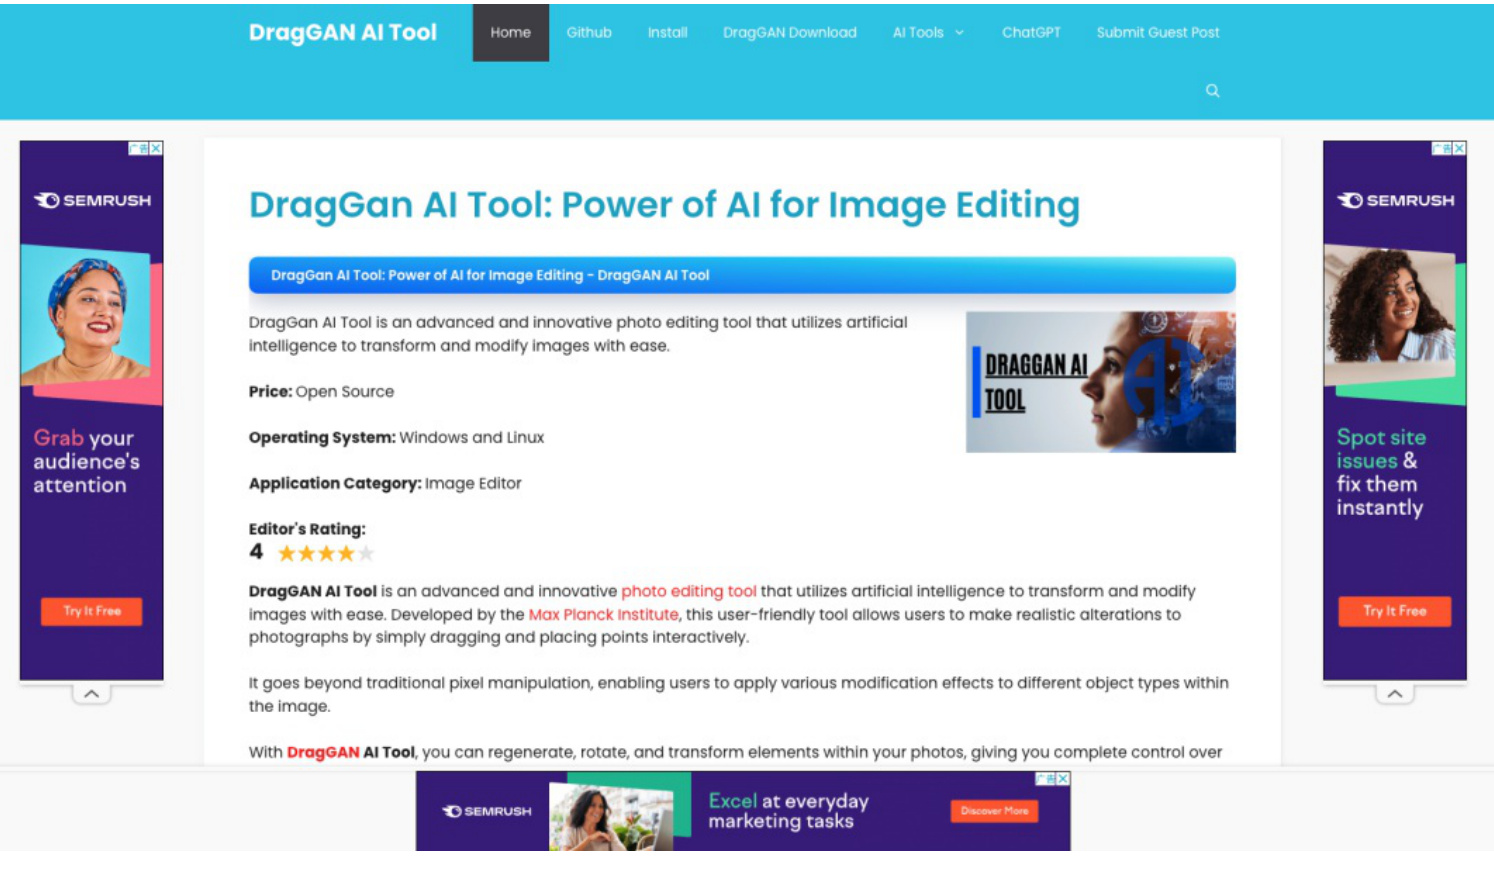 DragGAN AI Tool
Home
Github
Install
DragGAN Download
AI Tools
ChatGPT
Submit Guest Post
广告
SEMRUSH
Grab your
audience's
attention
Try It Free
DragGan AI Tool: Power of AI for Image Editing
DragGan AI Tool: Power of AI for Image Editing - DragGAN AI Tool
DragGan AI Tool is an advanced and innovative photo editing tool that utilizes artificial
intelligence to transform and modify images with ease.
Price: Open Source
Operating System: Windows and Linux
Application Category: Image Editor
Editor's Rating:
4
DRAGGAN AI
TOOL
AI
DragGAN AI Tool is an advanced and innovative photo editing tool that utilizes artificial intelligence to transform and modify
images with ease. Developed by the Max Planck Institute, this user-friendly tool allows users to make realistic alterations to
photographs by simply dragging and placing points interactively.
It goes beyond traditional pixel manipulation, enabling users to apply various modification effects to different object types within
the image.
With DragGAN AI Tool, you can regenerate, rotate, and transform elements within your photos, giving you complete control over
广告
SEMRUSH
Spot site
issues &
fix them
instantly
Try It Free
广告
SEMRUSH
Excel at everyday
marketing tasks
Discover More